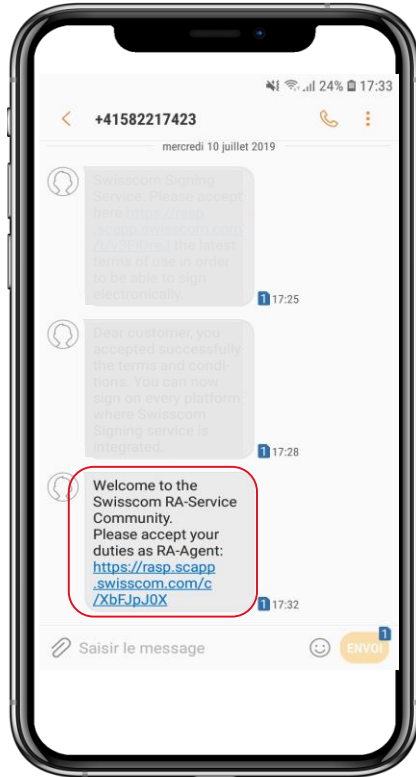 24% 17:33
+41582217423
mercredi 10 juillet 2019
Swisscom Signing
Service: Please accept
here https://rasp
.scapp.swisscom.com
the latest
terms of use in order
to be able to sign
electronically.
1 17:25
Dear customer, you
accepted successfully
the terms and condi-
tions. You can now
sign on every platform
where Swisscom
Signing service is
integrated.
1 17:28
Welcome to the
Swisscom RA-Service
Community.
Please accept your
duties as RA-Agent:
https://rasp.scapp
.swisscom.com/c
/XbFJpJ0X
1 17:32
Saisir le message
ENVOI
1